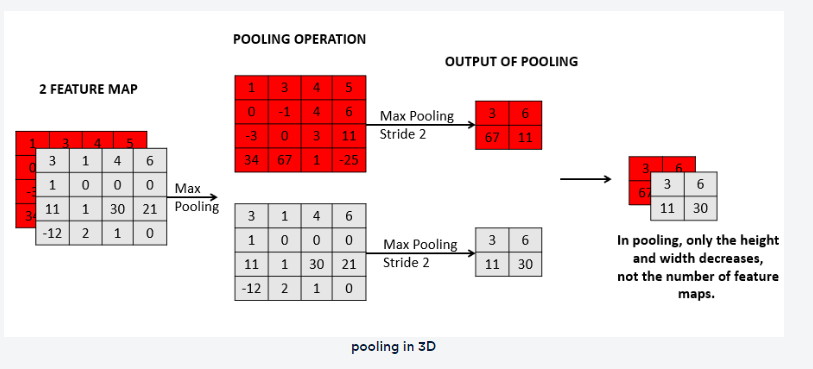 POOLING OPERATION
OUTPUT OF POOLING
2 FEATURE MAP
1 3 4 5
0 -1 4 6
-3 0 3 11
34 67 1 -25
Max Pooling
Stride 2
3 6
67 11
1 3 4 5
0
-3
34
3 1 4 6
1 0 0 0
11 1 30 21
-12 2 1 0
Max
Pooling
3 1 4 6
1 0 0 0
11 1 30 21
-12 2 1 0
Max Pooling
Stride 2
3 6
11 30
3 6
67
3 6
11 30
In pooling, only the height
and width decreases,
not the number of feature
maps.
pooling in 3D